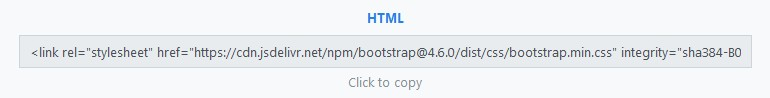 HTML
<link rel="stylesheet" href="https://cdn.jsdelivr.net/npm/bootstrap@4.6.0/dist/css/bootstrap.min.css" integrity="sha384-B0
Click to copy